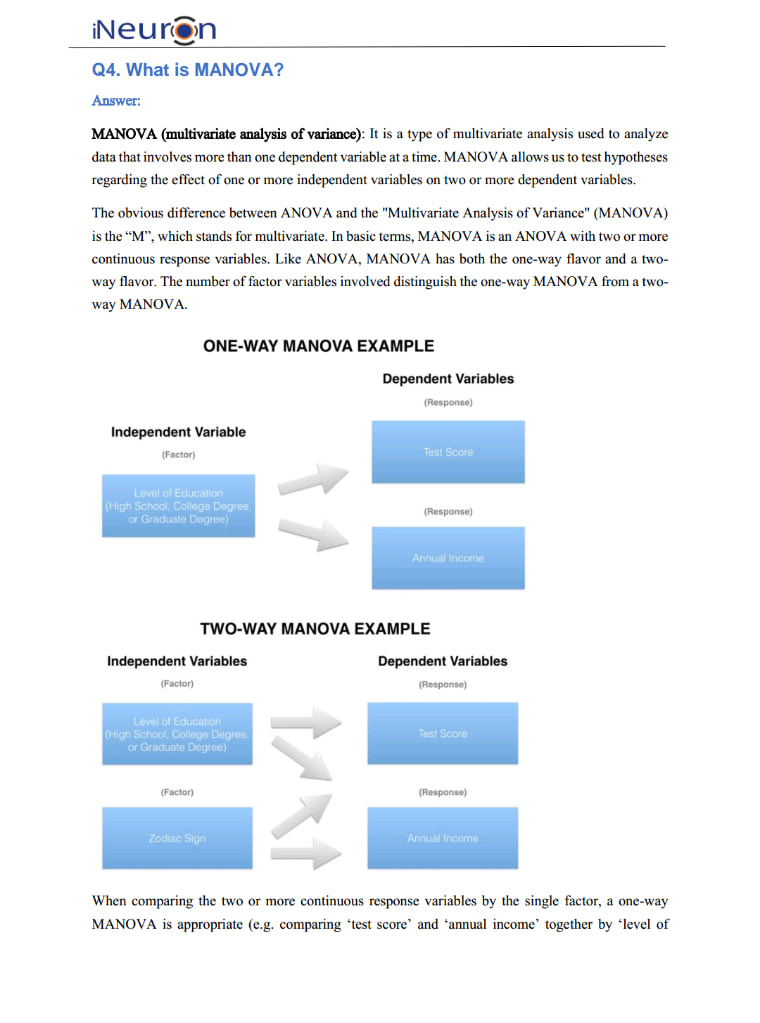 iNeuron
Q4. What is MANOVA?
Answer:
MANOVA (multivariate analysis of variance): It is a type of multivariate analysis used to analyze
data that involves more than one dependent variable at a time. MANOVA allows us to test hypotheses
regarding the effect of one or more independent variables on two or more dependent variables.
The obvious difference between ANOVA and the "Multivariate Analysis of Variance" (MANOVA)
is the “M”, which stands for multivariate. In basic terms, MANOVA is an ANOVA with two or more
continuous response variables. Like ANOVA, MANOVA has both the one-way flavor and a two-
way flavor. The number of factor variables involved distinguish the one-way MANOVA from a two-
way MANOVA.
ONE-WAY MANOVA EXAMPLE
Independent Variable
(Factor)
Level of Education
(High School, College Degree,
or Graduate Degree)
Dependent Variables
(Response)
Test Score
(Response)
Annual Income
TWO-WAY MANOVA EXAMPLE
Independent Variables
(Factor)
Level of Education
(High School, College Degree,
or Graduate Degree)
(Factor)
Zodiac Sign
Dependent Variables
(Response)
Test Score
(Response)
Annual Income
When comparing the two or more continuous response variables by the single factor, a one-way
MANOVA is appropriate (e.g. comparing ‘test score’ and ‘annual income’ together by ‘level of